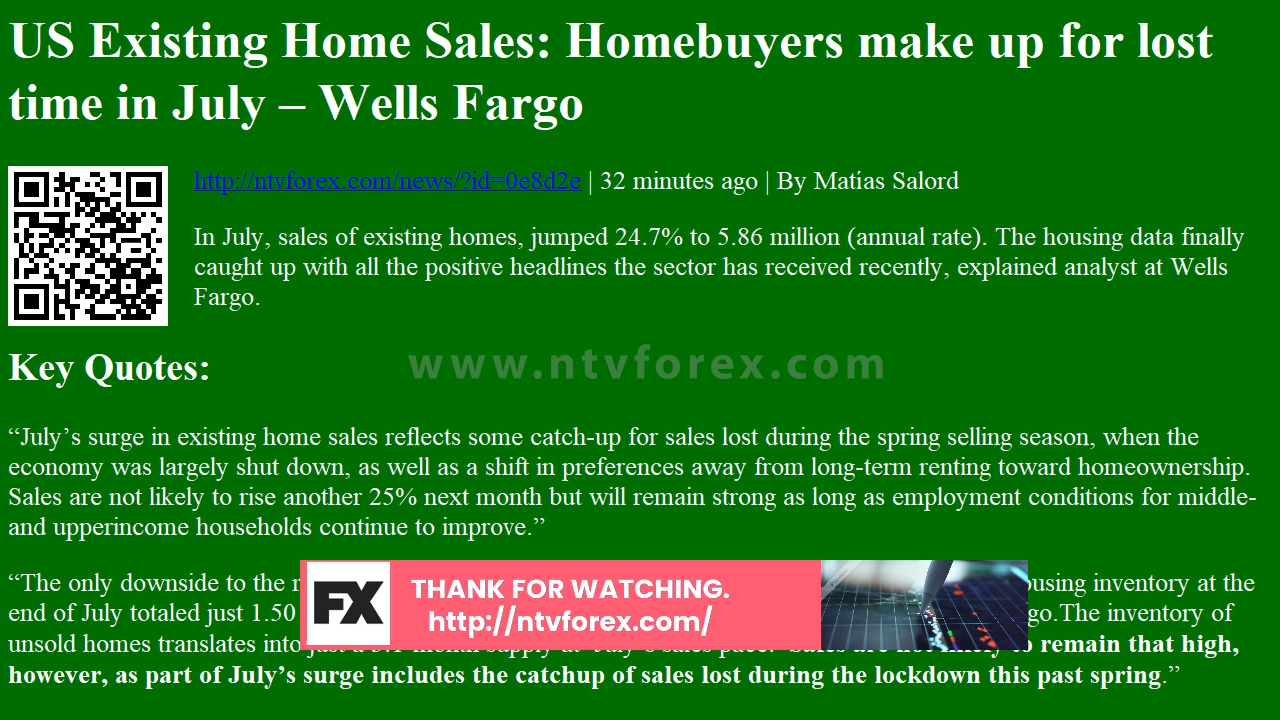 US Existing Home Sales: Homebuyers make up for lost
time in July – Wells Fargo
http://ntvforex.com/news/?id=0e8d2e | 32 minutes ago | By Matías Salord
In July, sales of existing homes, jumped 24.7% to 5.86 million (annual rate). The housing data finally
caught up with all the positive headlines the sector has received recently, explained analyst at Wells
Fargo.
Key Quotes:
www.ntvforex.com
“July’s surge in existing home sales reflects some catch-up for sales lost during the spring selling season, when the
economy was largely shut down, as well as a shift in preferences away from long-term renting toward homeownership.
Sales are not likely to rise another 25% next month but will remain strong as long as employment conditions for middle-
and upperincome households continue to improve.”
“The only downside to the inventory at the
end of July totaled just 1.50 The inventory of
unsold homes translates into remain that high,
however, as part of July’s surge includes the catchup of sales lost during the lockdown this past spring.”
FX
THANK FOR WATCHING.
http://ntvforex.com/